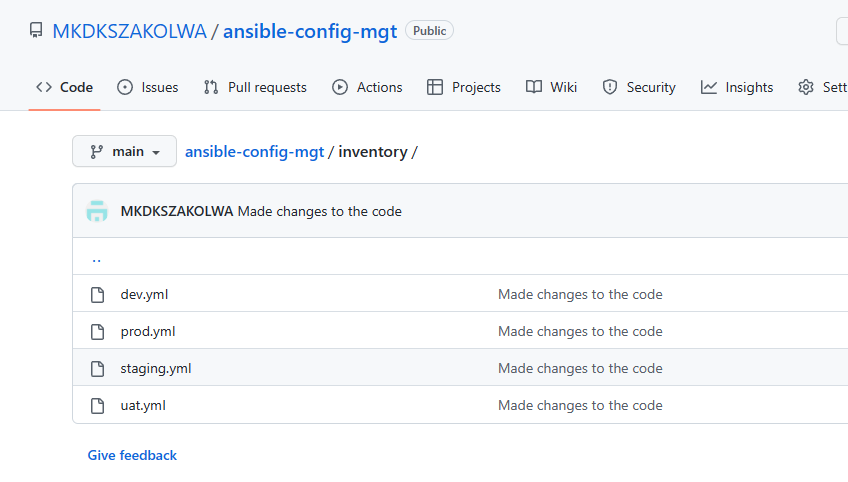 MKDKSZAKOLWA / ansible-config-mgt Public
Code Issues Pull requests Actions Projects Wiki Security Insights Sett
main ansible-config-mgt / inventory /
MKDKSZAKOLWA Made changes to the code
..
dev.yml Made changes to the code
prod.yml Made changes to the code
staging.yml Made changes to the code
uat.yml Made changes to the code
Give feedback